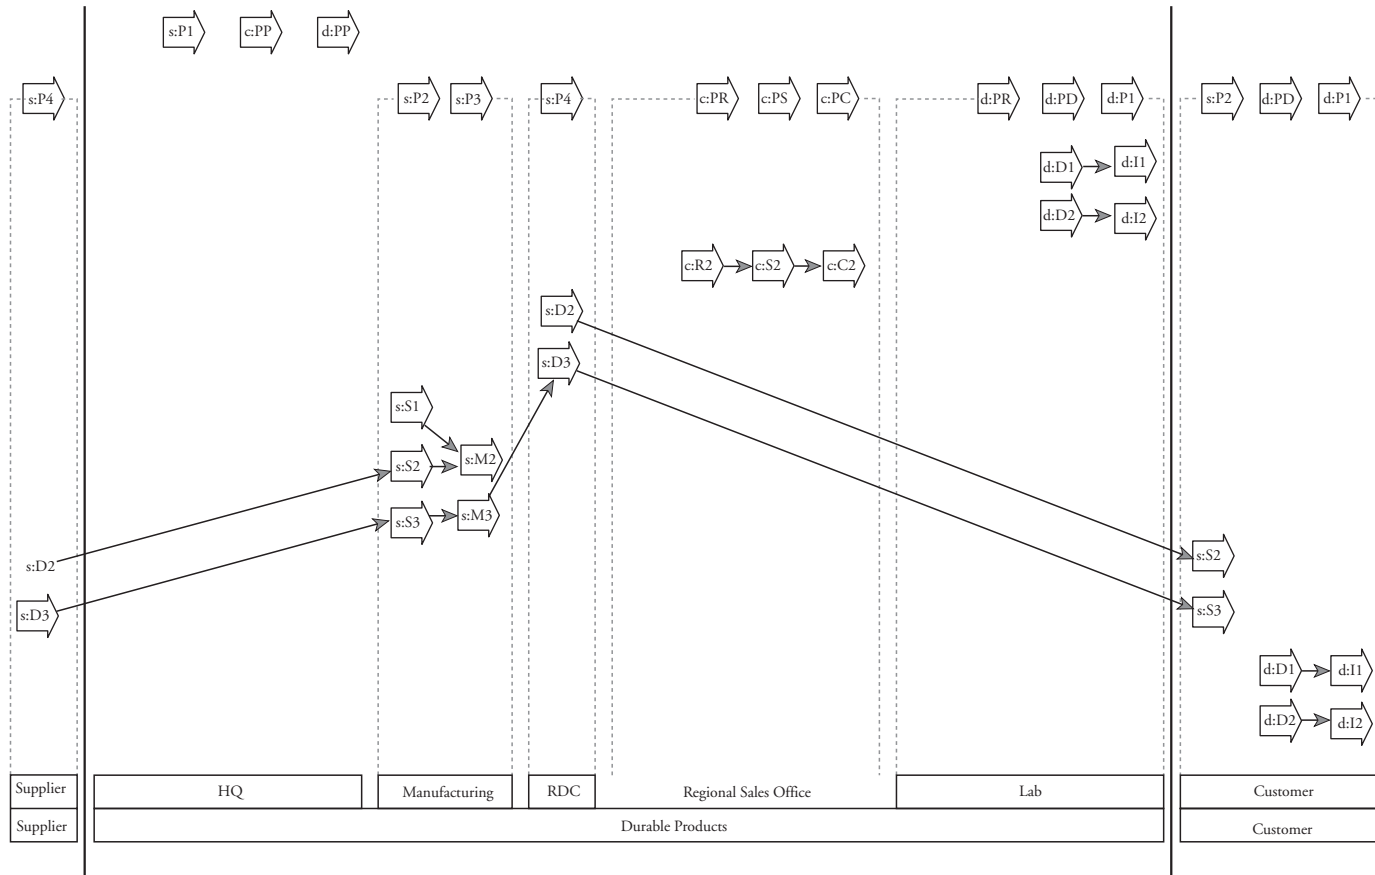 s:P1 c:PP d:PP
s:P4 s:P2 s:P3 s:P4 c:PR c:PS c:PC d:PR d:PD d:P1 s:P2 d:PD d:P1
d:D1 d:I1
d:D2 d:I2
c:R2 c:S2 c:C2
s:D2
s:D3
s:S1
s:S2 s:M2
s:S3 s:M3
s:D2 s:S2
s:D3 s:S3
d:D1 d:I1
d:D2 d:I2
Supplier HQ Manufacturing RDC Regional Sales Office Lab Customer
Supplier Durable Products Customer